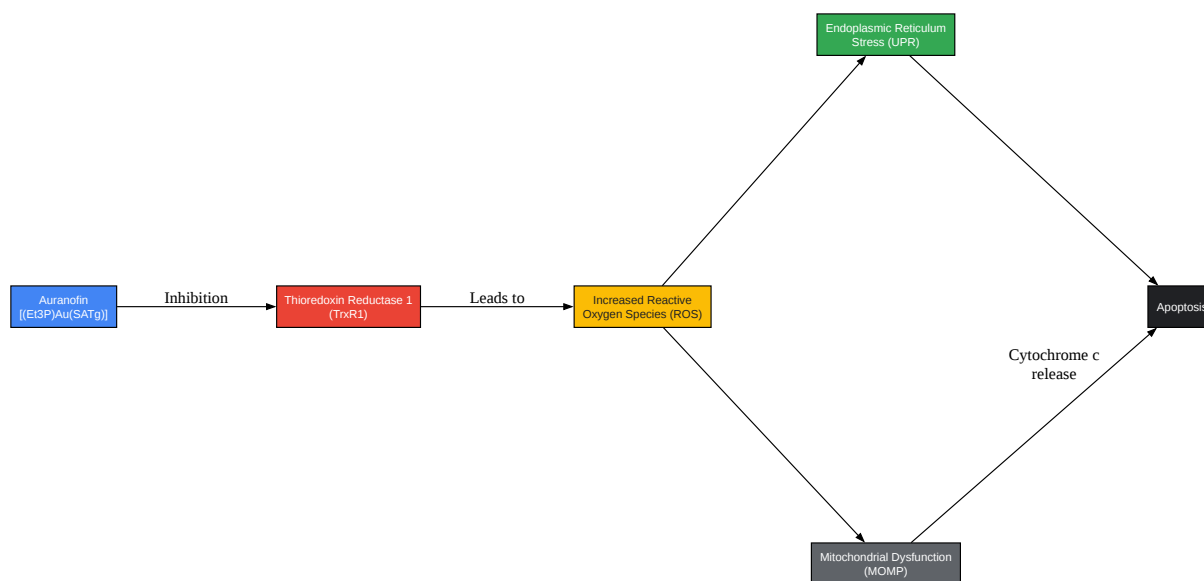 Endoplasmic Reticulum
Stress (UPR)
Auranofin
[(Et3P)Au(SATg)]
Inhibition
Thioredoxin Reductase 1
(TrxR1)
Leads to
Increased Reactive
Oxygen Species (ROS)
Apoptosis
Cytochrome c
release
Mitochondrial Dysfunction
(MOMP)